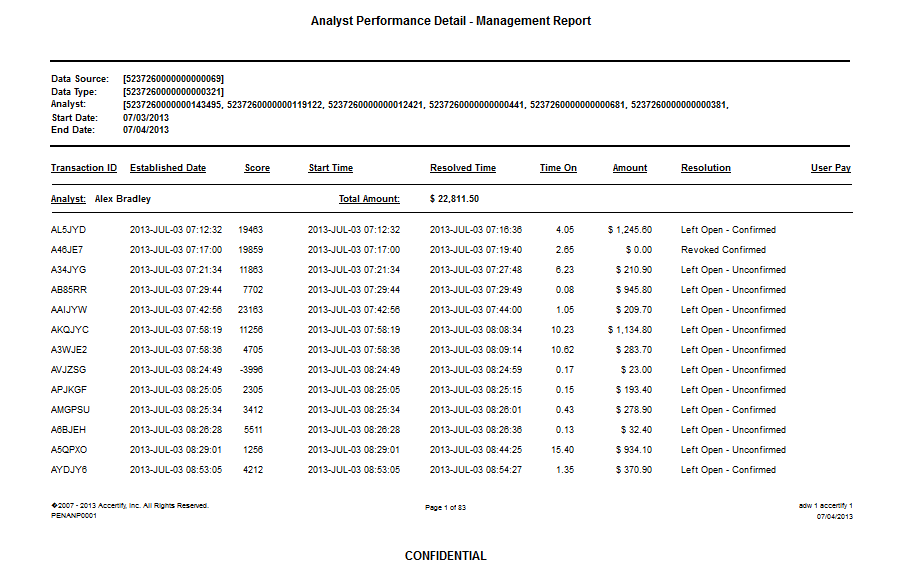 Analyst Performance Detail - Management Report
Data Source: [5237260000000000069]
Data Type: [5237260000000000321]
Analyst: [5237260000000143495, 5237260000000119122, 5237260000000012421, 5237260000000000441, 5237260000000000681, 5237260000000000381,
Start Date: 07/03/2013
End Date: 07/04/2013
Transaction ID Established Date Score Start Time Resolved Time Time On Amount Resolution User Pay
Analyst: Alex Bradley Total Amount: $ 22,811.50
AL5JYD 2013-JUL-03 07:12:32 19463 2013-JUL-03 07:12:32 2013-JUL-03 07:16:36 4.05 $ 1,245.60 Left Open - Confirmed
A46JE7 2013-JUL-03 07:17:00 19859 2013-JUL-03 07:17:00 2013-JUL-03 07:19:40 2.65 $ 0.00 Revoked Confirmed
A34JYG 2013-JUL-03 07:21:34 11863 2013-JUL-03 07:21:34 2013-JUL-03 07:27:48 6.23 $ 210.90 Left Open - Unconfirmed
AB85RR 2013-JUL-03 07:29:44 7702 2013-JUL-03 07:29:44 2013-JUL-03 07:29:49 0.08 $ 945.80 Left Open - Unconfirmed
AAIJYW 2013-JUL-03 07:42:56 23163 2013-JUL-03 07:42:56 2013-JUL-03 07:44:00 1.05 $ 209.70 Left Open - Unconfirmed
AKQJYC 2013-JUL-03 07:58:19 11256 2013-JUL-03 07:58:19 2013-JUL-03 08:08:34 10.23 $ 1,134.80 Left Open - Unconfirmed
A3WJE2 2013-JUL-03 07:58:36 4705 2013-JUL-03 07:58:36 2013-JUL-03 08:09:14 10.62 $ 283.70 Left Open - Unconfirmed
AVJZSG 2013-JUL-03 08:24:49 -3996 2013-JUL-03 08:24:49 2013-JUL-03 08:24:59 0.17 $ 23.00 Left Open - Unconfirmed
APJKGF 2013-JUL-03 08:25:05 2305 2013-JUL-03 08:25:05 2013-JUL-03 08:25:15 0.15 $ 193.40 Left Open - Unconfirmed
AMGPSU 2013-JUL-03 08:25:34 3412 2013-JUL-03 08:25:34 2013-JUL-03 08:26:01 0.43 $ 278.90 Left Open - Confirmed
A6BJEH 2013-JUL-03 08:26:28 5511 2013-JUL-03 08:26:28 2013-JUL-03 08:26:36 0.13 $ 32.40 Left Open - Unconfirmed
A5QPXO 2013-JUL-03 08:29:01 1256 2013-JUL-03 08:29:01 2013-JUL-03 08:44:25 15.40 $ 934.10 Left Open - Unconfirmed
AYDJY6 2013-JUL-03 08:53:05 4212 2013-JUL-03 08:53:05 2013-JUL-03 08:54:27 1.35 $ 370.90 Left Open - Confirmed
�2007 - 2013 Accertify, Inc. All Rights Reserved. Page 1 of 83 adw 1 accertify 1
PENANP0001 07/04/2013
CONFIDENTIAL